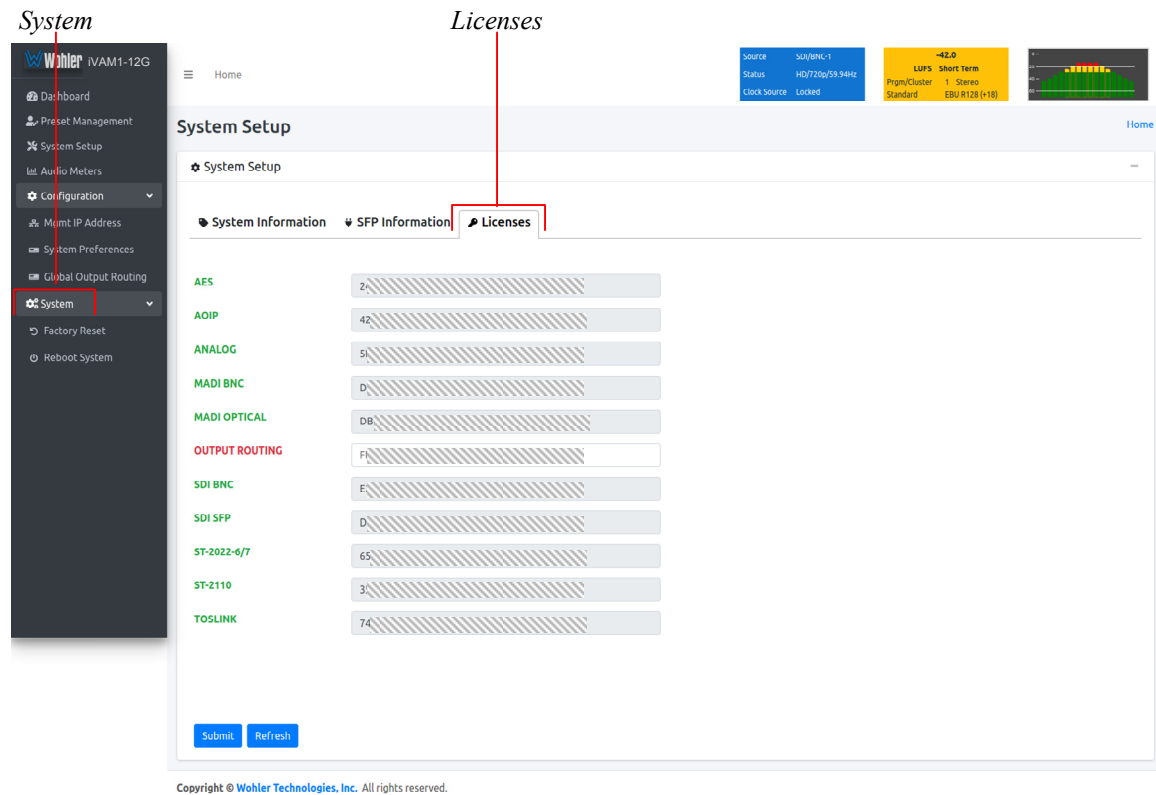 System
Licenses
Wohler iVAM1-12G
Home
Source SDI/BNC-1
Status HD/720p/59.94Hz
Clock Source Locked
-42.0
LUFS Short Term
Prgm/Cluster 1 Stereo
Standard EBU R128 (+18)
Dashboard
Preset Management
System Setup
Audio Meters
Configuration
Mgmt IP Address
System Preferences
Global Output Routing
System
Factory Reset
Reboot System
System Setup
Home
System Setup
System Information
SFP Information
Licenses
AES
AOIP 42
ANALOG
MADI BNC D
MADI OPTICAL DB
OUTPUT ROUTING
SDI BNC
SDI SFP D
ST-2022-6/7 65
ST-2110
TOSLINK 74
Submit
Refresh
Copyright © Wohler Technologies, Inc. All rights reserved.